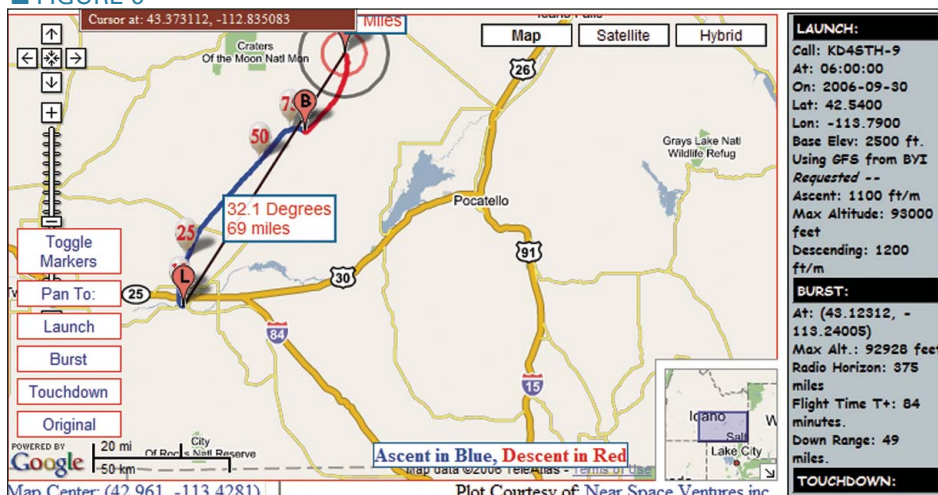 FIGURE 6
Cursor at: 43.373112, -112.835083
Miles
Idaho Falls
Map
Satellite
Hybrid
Craters
Of the Moon Natl Mon
26
B
50
Grays Lake Natl
Wildlife Refug
Pocatello
32.1 Degrees
69 miles
25
91
30
L
25
84
15
Toggle
Markers
Pan To:
Launch
Burst
Touchdown
Original
POWERED BY
Google
20 mi
50 km
City
Of Rocks Natl Reserve
Ascent in Blue, Descent in Red
Map data ©2006 TeleAtlas - Terms of Use
Idaho
Salt
Lake City
W
Map Center: (42.961, -113.4281)
Plot Courtesy of: Near Space Ventures inc
LAUNCH:
Call: KD4STH-9
At: 06:00:00
On: 2006-09-30
Lat: 42.5400
Lon: -113.7900
Base Elev: 2500 ft.
Using GFS from BYI
Requested --
Ascent: 1100 ft/m
Max Altitude: 93000
feet
Descending: 1200
ft/m
BURST:
At: (43.12312, -
113.24005)
Max Alt.: 92928 feet
Radio Horizon: 375
miles
Flight Time T+: 84
minutes.
Down Range: 49
miles.
TOUCHDOWN: